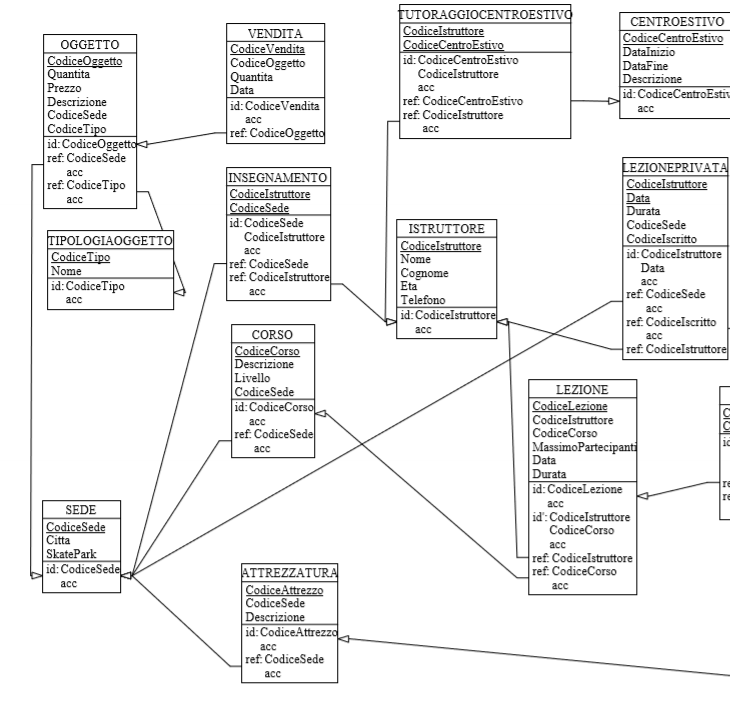 OGGETTO
CodiceOggetto
Quantita
Prezzo
Descrizione
CodiceSede
CodiceTipo
id: CodiceOggetto
ref: CodiceSede
acc
ref: CodiceTipo
acc
VENDITA
CodiceVendita
CodiceOggetto
Quantita
Data
id: CodiceVendita
acc
ref: CodiceOggetto
TUTORAGGIOCENTROESTIVO
CodiceIstruttore
CodiceCentroEstivo
id: CodiceCentroEstivo
CodiceIstruttore
acc
ref: CodiceCentroEstivo
ref: CodiceIstruttore
acc
CENTROESTIVO
CodiceCentroEstivo
DataInizio
DataFine
Descrizione
id: CodiceCentroEstiv
acc
TIPOLOGIAOGGETTO
CodiceTipo
Nome
id: CodiceTipo
acc
INSEGNAMENTO
CodiceIstruttore
CodiceSede
id: CodiceSede
CodiceIstruttore
acc
ref: CodiceSede
ref: CodiceIstruttore
acc
ISTRUTTORE
CodiceIstruttore
Nome
Cognome
Eta
Telefono
id: CodiceIstruttore
acc
LEZIONEPRIVATA
CodiceIstruttore
Data
Durata
CodiceSede
CodiceIscritto
id: CodiceIstruttore
Data
acc
ref: CodiceSede
acc
ref: CodiceIscritto
acc
ref: CodiceIstruttore
CORSO
CodiceCorso
Descrizione
Livello
CodiceSede
id: CodiceCorso
acc
ref: CodiceSede
acc
LEZIONE
CodiceLezione
CodiceIstruttore
CodiceCorso
MassimoPartecipanti
Data
Durata
id: CodiceLezione
acc
id': CodiceIstruttore
CodiceCorso
acc
ref: CodiceIstruttore
ref: CodiceCorso
acc
C
C
id
re
re
SEDE
CodiceSede
Citta
SkatePark
id: CodiceSede
acc
ATTREZZATURA
CodiceAttrezzo
CodiceSede
Descrizione
id: CodiceAttrezzo
acc
ref: CodiceSede
acc